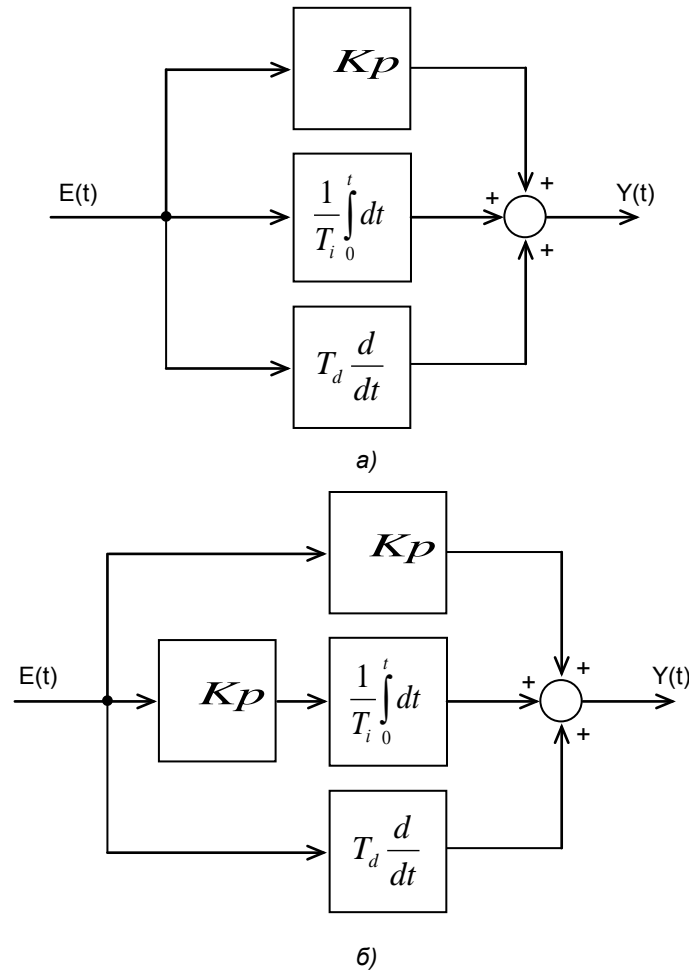 Kp
E(t)
1/T_i ∫_0^t dt
+
+
+
Y(t)
T_d d/dt
а)
Kp
E(t)
Kp
1/T_i ∫_0^t dt
+
+
+
Y(t)
T_d d/dt
б)